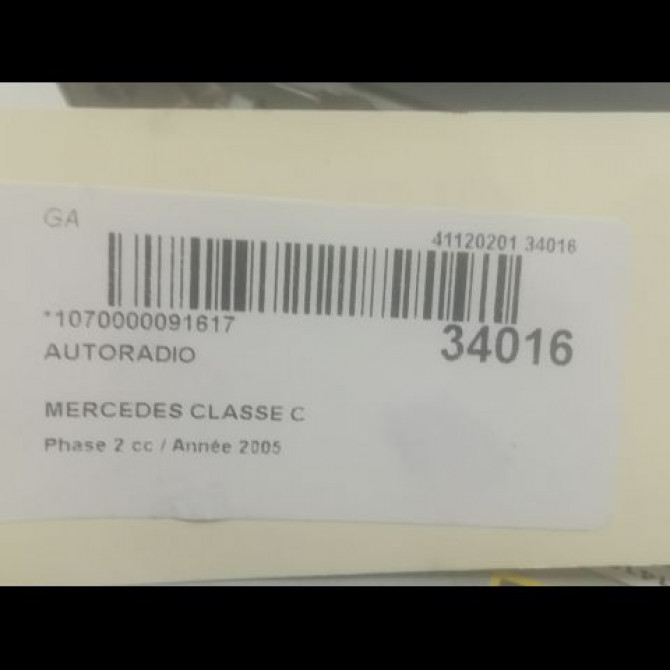 GA
41120201 34016
*1070000091617
34016
AUTORADIO
MERCEDES CLASSE C
Phase 2 cc / Année 2005